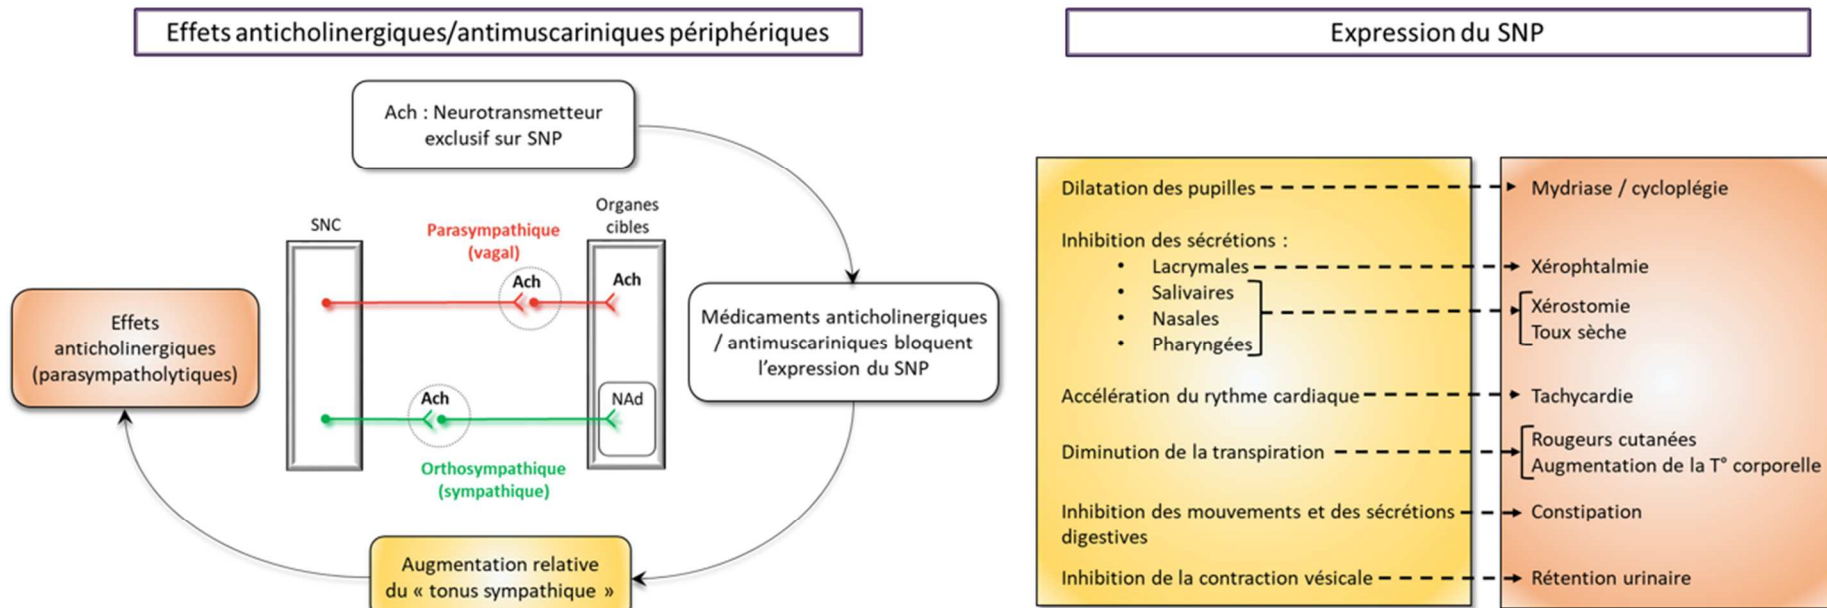 Effets anticholinergiques/antimuscariniques périphériques
Ach : Neurotransmetteur
exclusif sur SNP
SNC
Organes
cibles
Parasympathique
(vagal)
Ach
Ach
Effets
anticholinergiques
(parasympatholytiques)
Médicaments anticholinergiques
/ antimuscariniques bloquent
l'expression du SNP
Ach
NAd
Orthosympathique
(sympathique)
Augmentation relative
du « tonus sympathique »
Expression du SNP
Dilatation des pupilles
Mydriase / cycloplégie
Inhibition des sécrétions :
• Lacrymales
Xérophtalmie
• Salivaires
• Nasales
• Pharyngées
Xérostomie
Toux sèche
Accélération du rythme cardiaque
Tachycardie
Diminution de la transpiration
Rougeurs cutanées
Augmentation de la T° corporelle
Inhibition des mouvements et des sécrétions
digestives
Constipation
Inhibition de la contraction vésicale
Rétention urinaire